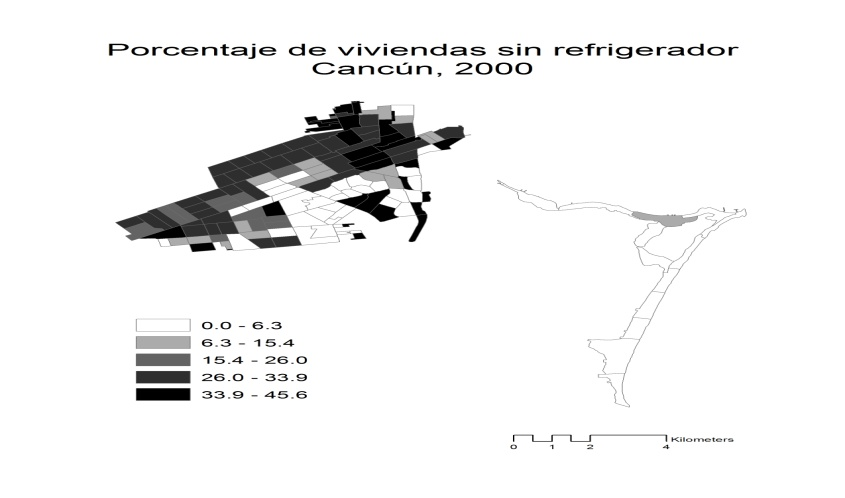 Porcentaje de viviendas sin refrigerador
Cancún, 2000
0.0 - 6.3
6.3 - 15.4
15.4 - 26.0
26.0 - 33.9
33.9 - 45.6
Kilometers
0 1 2 4